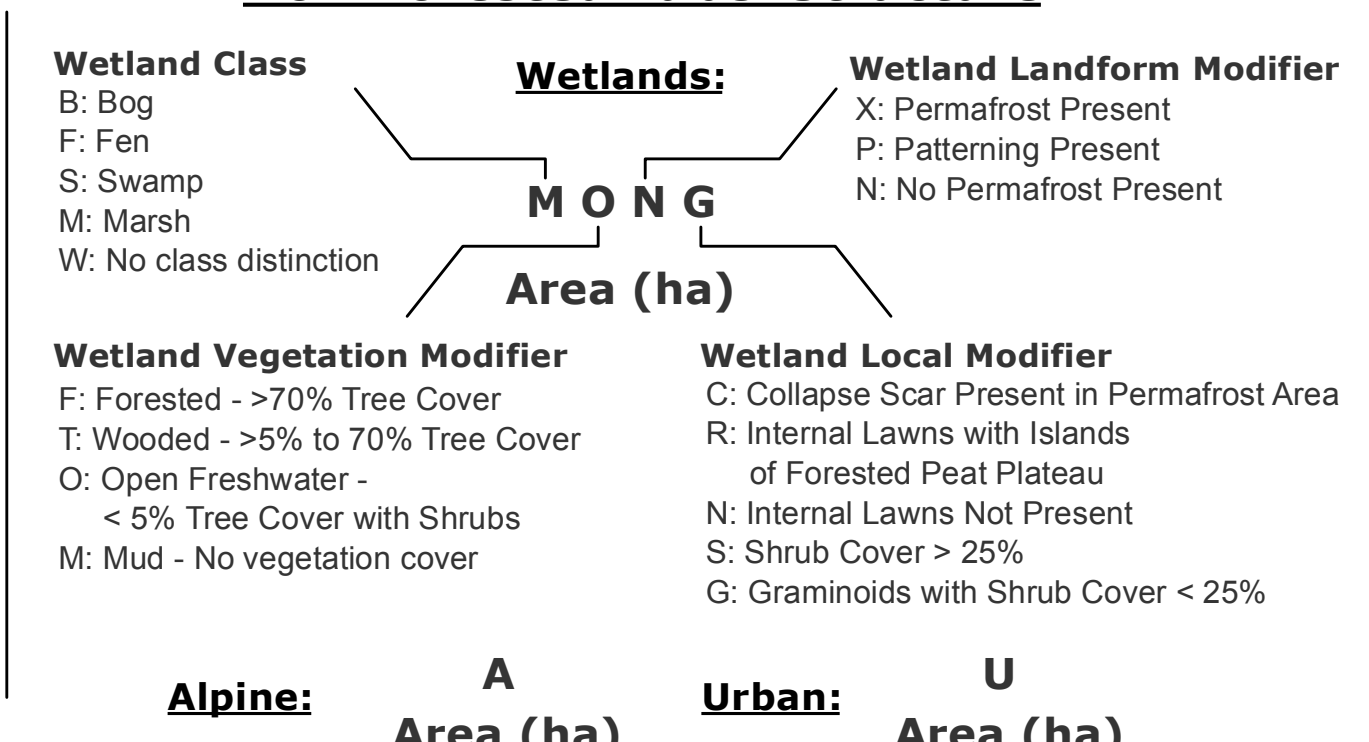 Wetlands:
Wetland Class
B: Bog
F: Fen
S: Swamp
M: Marsh
W: No class distinction
Wetland Landform Modifier
X: Permafrost Present
P: Patterning Present
N: No Permafrost Present
M O N G
Area (ha)
Wetland Vegetation Modifier
F: Forested - >70% Tree Cover
T: Wooded - >5% to 70% Tree Cover
O: Open Freshwater -
< 5% Tree Cover with Shrubs
M: Mud - No vegetation cover
Wetland Local Modifier
C: Collapse Scar Present in Permafrost Area
R: Internal Lawns with Islands
of Forested Peat Plateau
N: Internal Lawns Not Present
S: Shrub Cover > 25%
G: Graminoids with Shrub Cover < 25%
Alpine:
A
Area (ha)
Urban:
U
Area (ha)